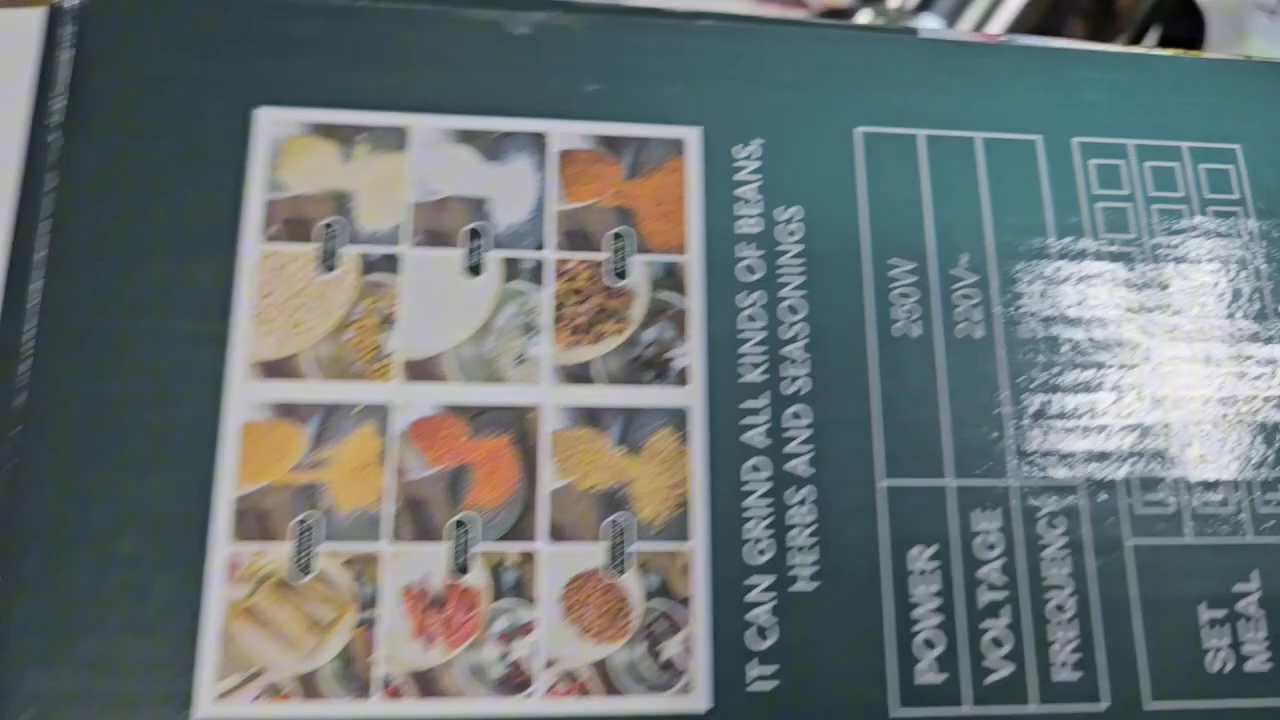 IT CAN GRIND ALL KINDS OF BEANS,
HERBS AND SEASONINGS
POWER 250W
VOLTAGE 220V~
FREQUENCY
SET
MEAL